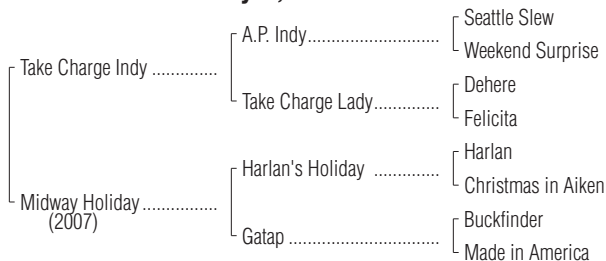 Seattle Slew
A.P. Indy..............................
Weekend Surprise
Take Charge Indy ...............
Dehere
Take Charge Lady...............
Felicita
Harlan
Harlan's Holiday ...............
Christmas in Aiken
Midway Holiday .................
(2007)
Buckfinder
Gatap ...................................
Made in America